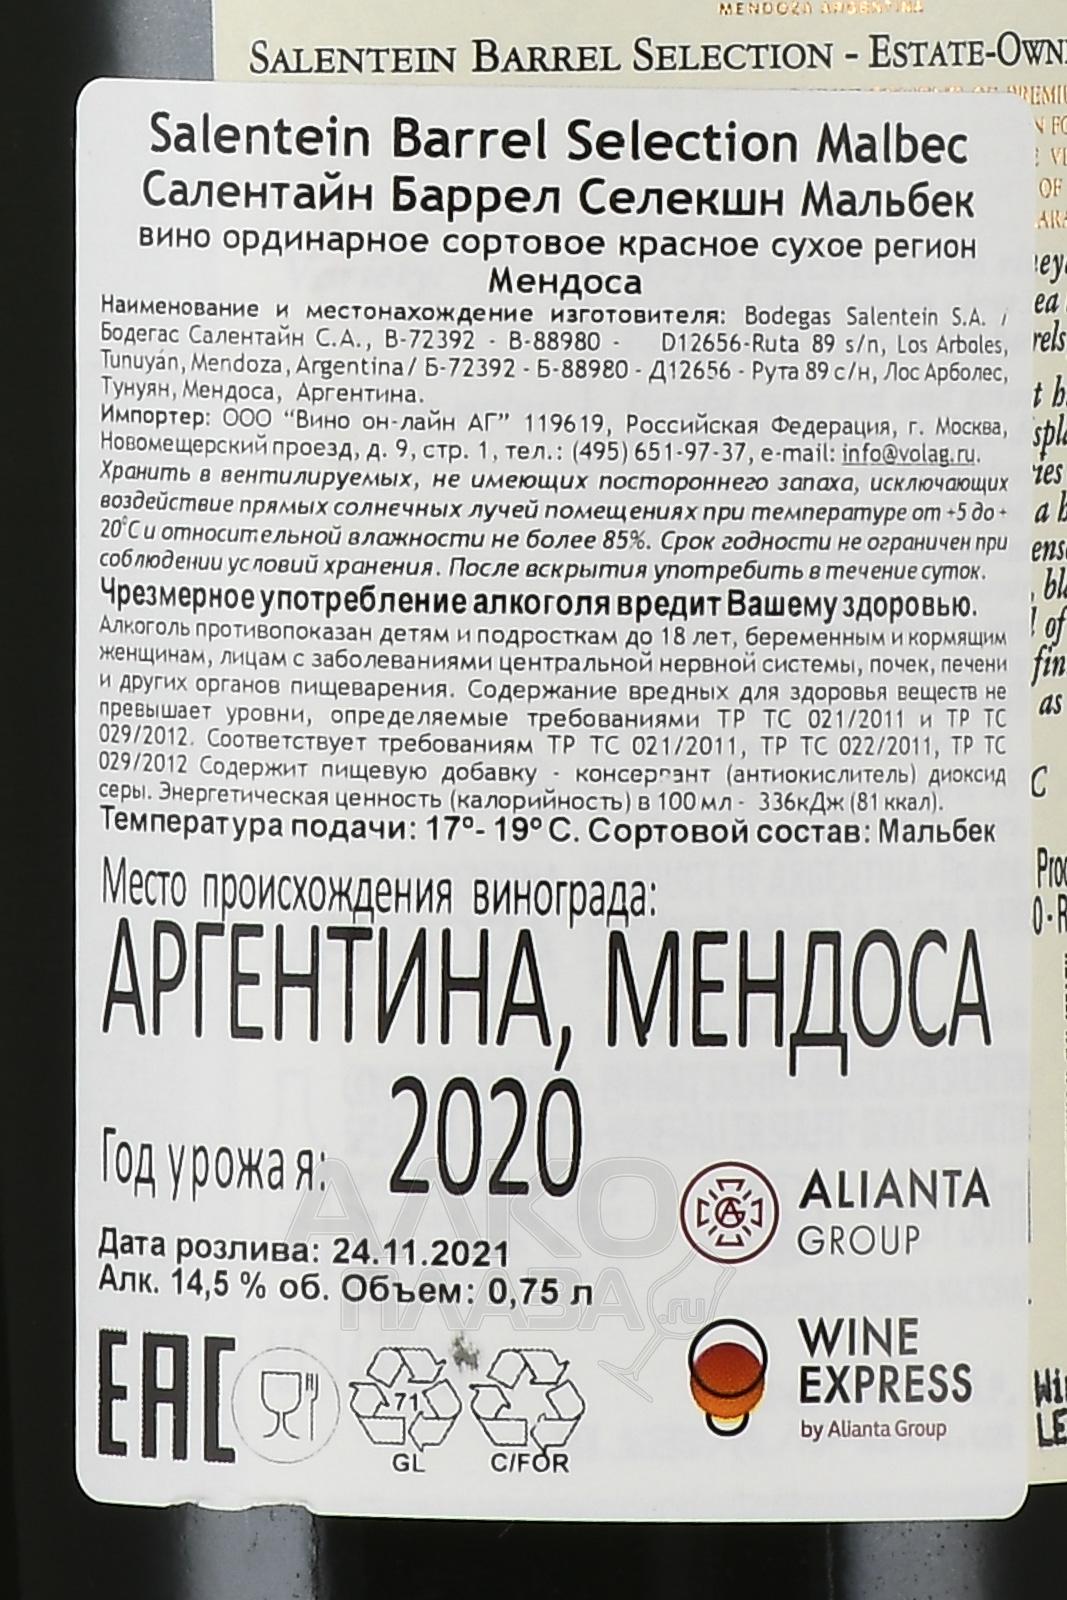 MENDOZA ARGENTINA
SALENTEIN BARREL SELECTION - ESTATE-OWN
Salentein Barrel Selection Malbec
Салентайн Баррел Селекшн Мальбек
вино ординарное сортовое красное сухое регион
Мендоса
Наименование и местонахождение изготовителя: Bodegas Salentein S.A. /
Бодегас Салентайн С.А., B-72392 - B-88980 - D12656-Ruta 89 s/n, Los Arboles,
Tunuyán, Mendoza, Argentina/ Б-72392 - Б-88980 - Д12656 - Рута 89 с/н, Лос Арболес,
Тунуян, Мендоса, Аргентина.
Импортер: ООО “Вино он-лайн АГ” 119619, Российская Федерация, г. Москва,
Новомещерский проезд, д. 9, стр. 1, тел.: (495) 651-97-37, e-mail: info@volag.ru.
Хранить в вентилируемых, не имеющих постороннего запаха, исключающих
воздействие прямых солнечных лучей помещениях при температуре от +5 до +
20°С и относительной влажности не более 85%. Срок годности не ограничен при
соблюдении условий хранения. После вскрытия употребить в течение суток.
Чрезмерное употребление алкоголя вредит Вашему здоровью.
Алкоголь противопоказан детям и подросткам до 18 лет, беременным и кормящим
женщинам, лицам с заболеваниями центральной нервной системы, почек, печени
и других органов пищеварения. Содержание вредных для здоровья веществ не
превышает уровни, определяемые требованиями ТР ТС 021/2011 и ТР ТС
029/2012. Соответствует требованиям ТР ТС 021/2011, ТР ТС 022/2011, ТР ТС
029/2012 Содержит пищевую добавку - консервант (антиокислитель) диоксид
серы. Энергетическая ценность (калорийность) в 100 мл - 336кДж (81 ккал).
Температура подачи: 17º- 19º С. Сортовой состав: Мальбек
Место происхождения винограда:
АРГЕНТИНА, МЕНДОСА
Год урожая: 2020
ALIANTA
GROUP
Дата розлива: 24.11.2021
Алк. 14,5 % об. Объем: 0,75 л
АЛКО
ПЛАЗА.ru
WINE
EXPRESS
by Alianta Group
EAC
71
GL
C/FOR